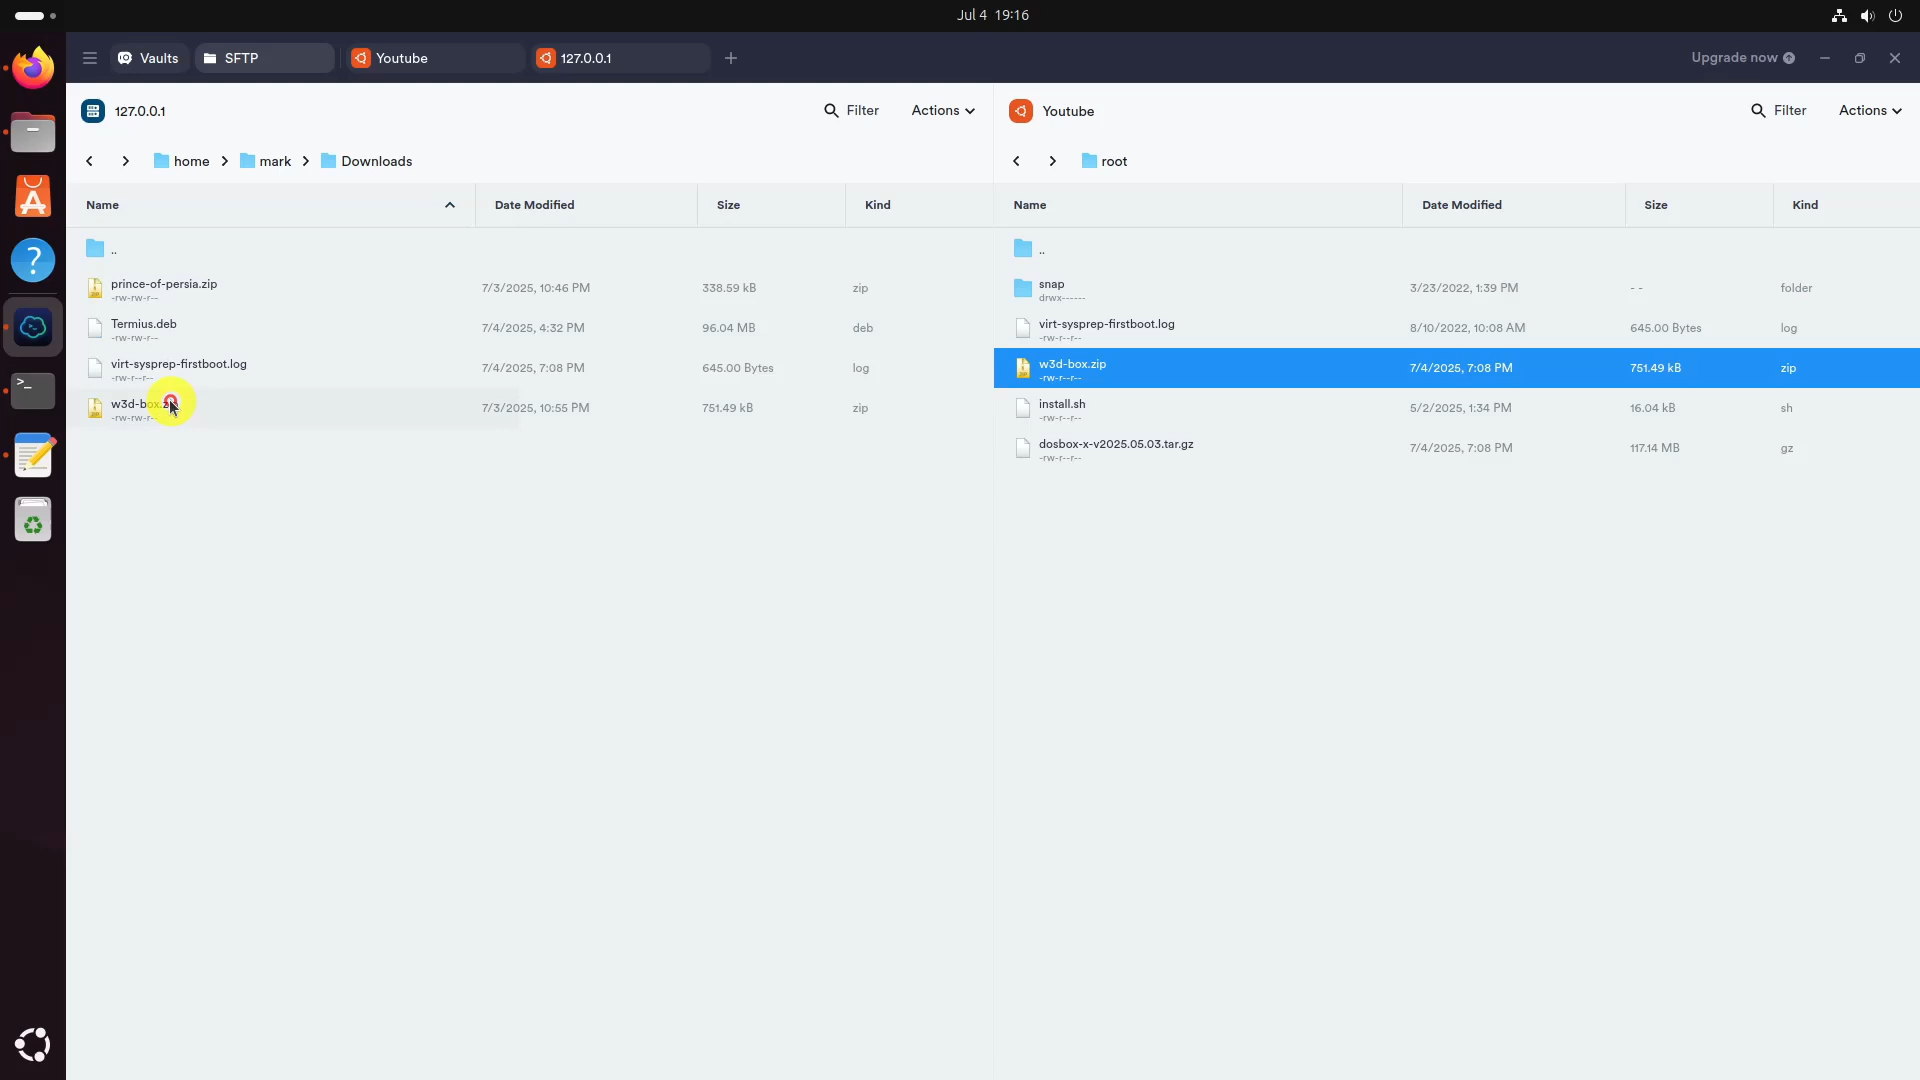 Jul 4 19:16
Vaults SFTP Youtube 127.0.0.1 Upgrade now
127.0.0.1 Filter Actions
home mark Downloads
Name Date Modified Size Kind
..
prince-of-persia.zip 7/3/2025, 10:46 PM 338.59 kB zip
-rw-rw-r--
Termius.deb 7/4/2025, 4:32 PM 96.04 MB deb
-rw-rw-r--
virt-sysprep-firstboot.log 7/4/2025, 7:08 PM 645.00 Bytes log
-rw-r--r--
7/3/2025, 10:55 PM 751.49 kB zip
-rw-rw-r--
Youtube Filter Actions
root
Name Date Modified Size Kind
..
snap 3/23/2022, 1:39 PM - - folder
drwx------
virt-sysprep-firstboot.log 8/10/2022, 10:08 AM 645.00 Bytes log
-rw-r--r--
w3d-box.zip 7/4/2025, 7:08 PM 751.49 kB zip
-rw-r--r--
install.sh 5/2/2025, 1:34 PM 16.04 kB sh
-rw-r--r--
dosbox-x-v2025.05.03.tar.gz 7/4/2025, 7:08 PM 117.14 MB gz
-rw-r--r--